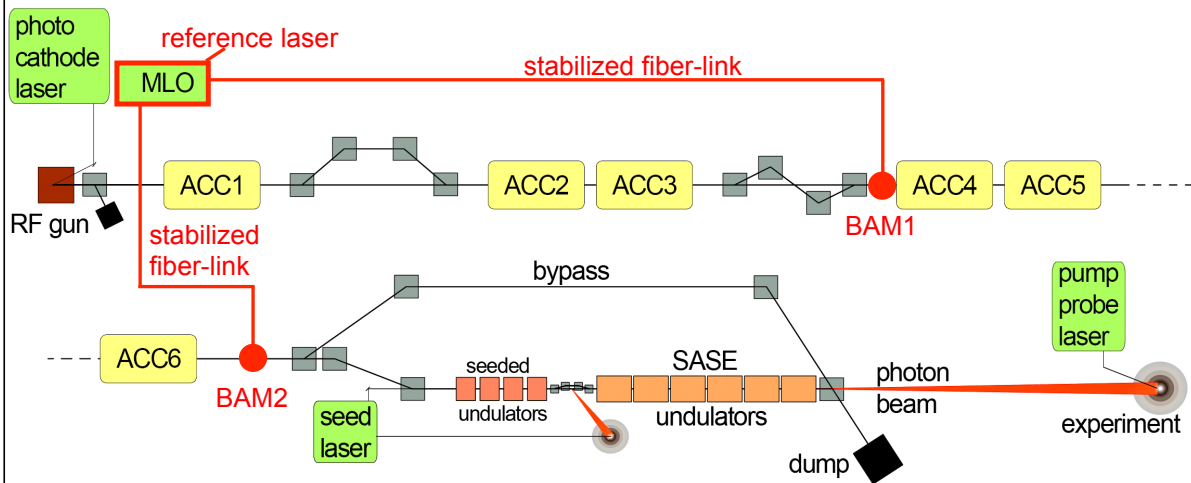 photo
cathode
laser
reference laser
MLO
stabilized fiber-link
ACC1
ACC2
ACC3
ACC4
ACC5
RF gun
BAM1
stabilized
fiber-link
bypass
pump
probe
laser
ACC6
BAM2
seeded
undulators
SASE
undulators
photon
beam
seed
laser
experiment
dump